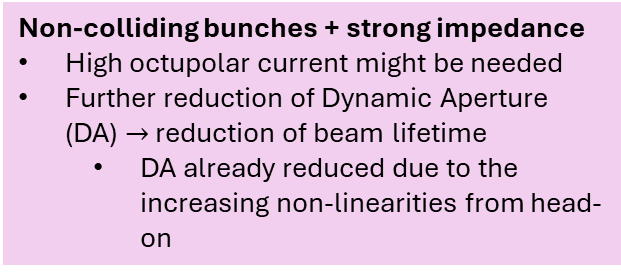 Non-colliding bunches + strong impedance
• High octupolar current might be needed
• Further reduction of Dynamic Aperture
(DA) → reduction of beam lifetime
• DA already reduced due to the
increasing non-linearities from head-
on